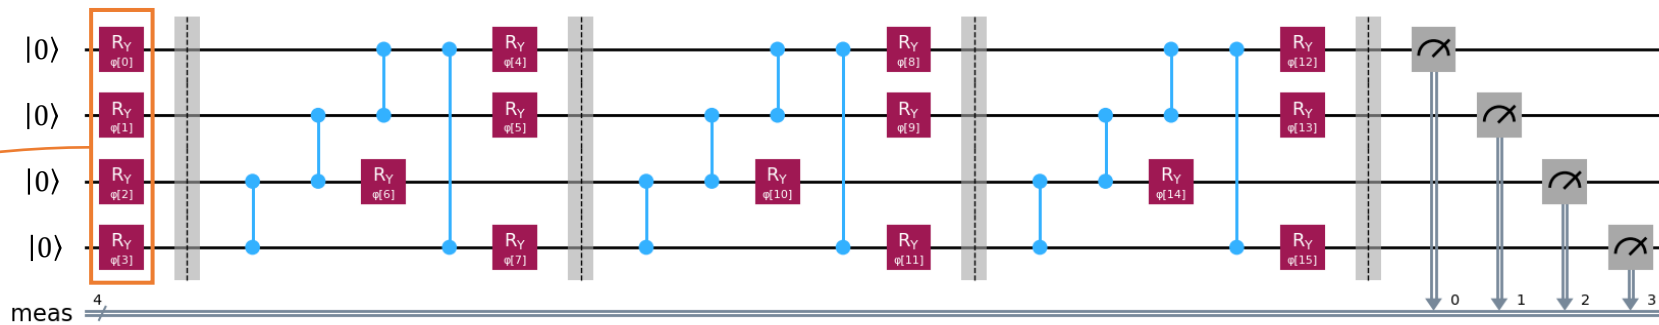 |0⟩ R_Y φ[0] R_Y φ[4] R_Y φ[8] R_Y φ[12]
|0⟩ R_Y φ[1] R_Y φ[5] R_Y φ[9] R_Y φ[13]
|0⟩ R_Y φ[2] R_Y φ[6] R_Y φ[10] R_Y φ[14]
|0⟩ R_Y φ[3] R_Y φ[7] R_Y φ[11] R_Y φ[15]
meas 4 0 1 2 3